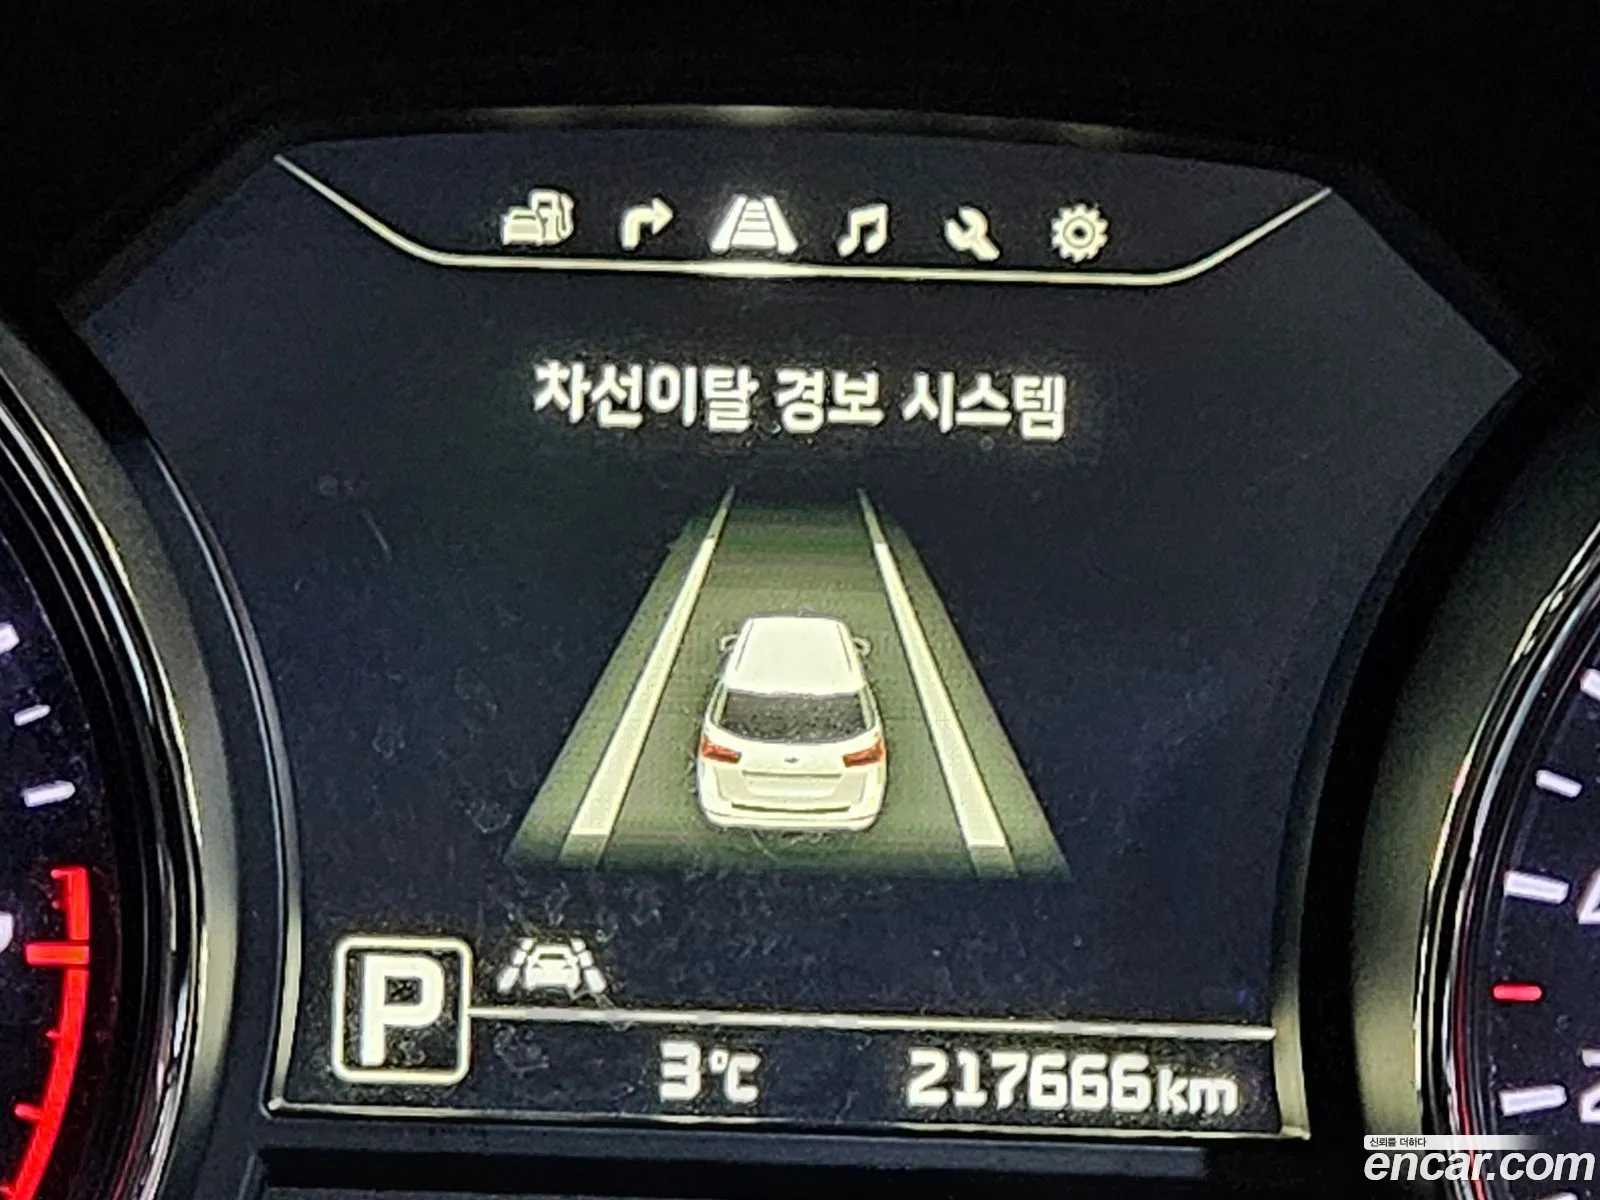 차선이탈 경보 시스템
P
3℃ 217666km
신뢰를 더하다
encar.com